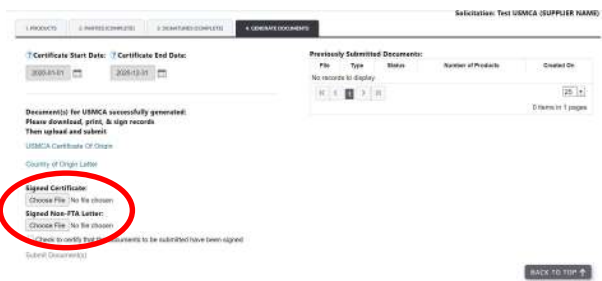 Solicitation: Test USMCA (SUPPLIER NAME)
1. PRODUCTS 2. PARTIES (COMPLETE) 3. SIGNATURES (COMPLETE) 4. GENERATE DOCUMENTS
? Certificate Start Date: ? Certificate End Date:
2020-01-01 2020-12-31
Previously Submitted Documents:
File Type Status Number of Products Created On
No records to display.
1
25
0 items in 1 pages
Document(s) for USMCA successfully generated:
Please download, print, & sign records
Then upload and submit
USMCA Certificate Of Origin
Country of Origin Letter
Signed Certificate:
Choose File No file chosen
Signed Non-FTA Letter:
Choose File No file chosen
Check to certify that the documents to be submitted have been signed
Submit Document(s)
BACK TO TOP